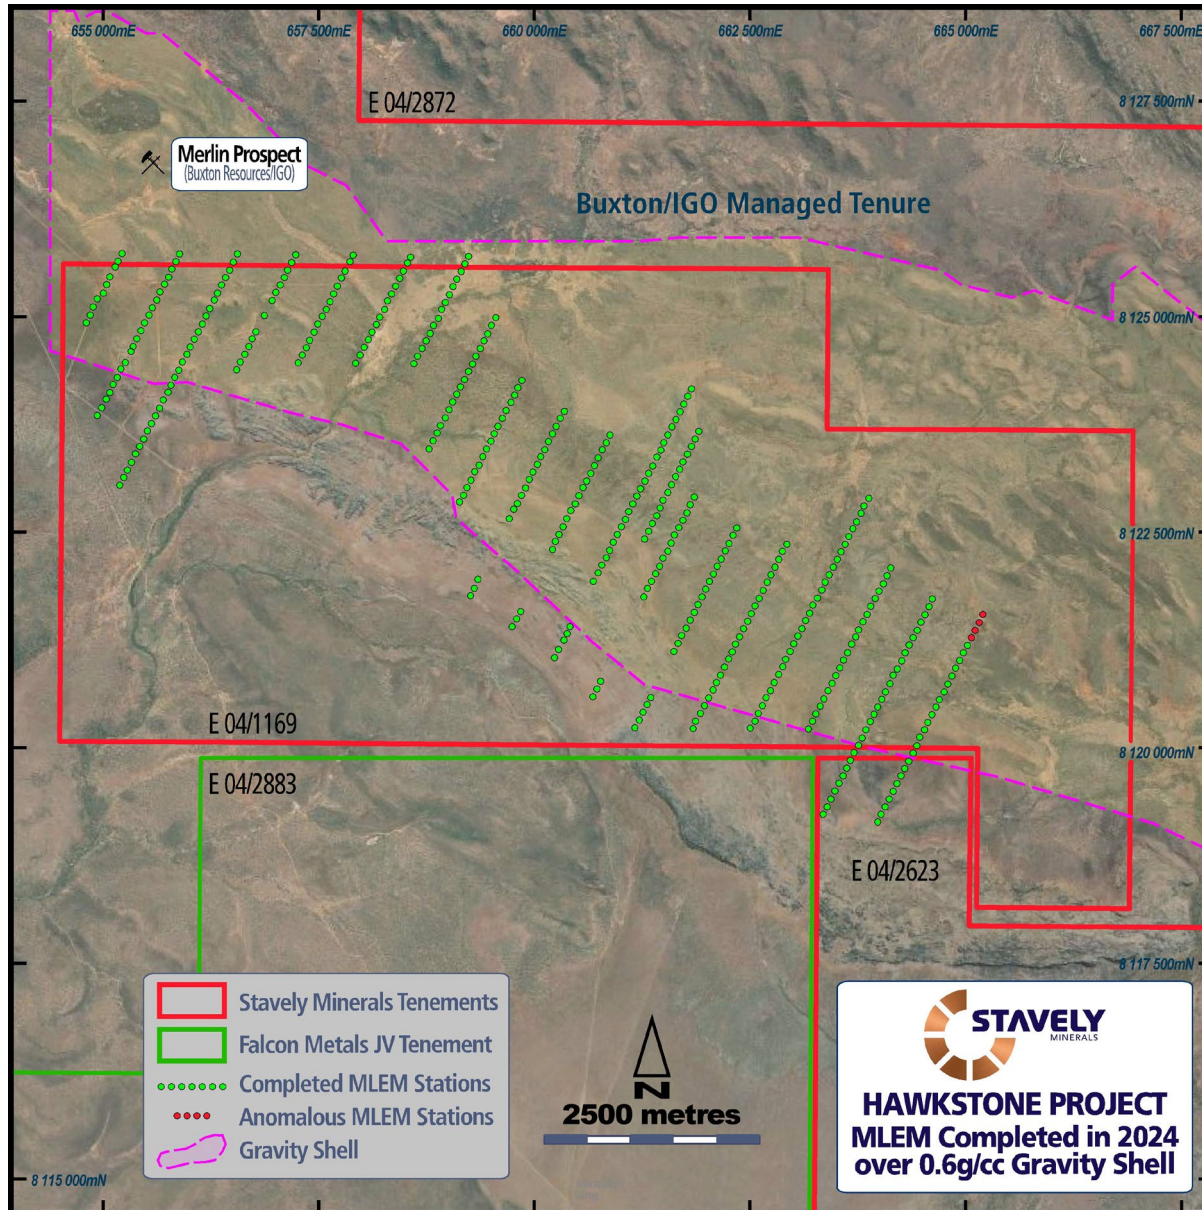 655 000mE
657 500mE
660 000mE
662 500mE
665 000mE
667 500mE
E 04/2872
8 127 500mN
Merlin Prospect
(Buxton Resources/IGO)
Buxton/IGO Managed Tenure
8 125 000mN
8 122 500mN
E 04/1169
8 120 000mN
E 04/2883
E 04/2623
8 117 500mN
Stavely Minerals Tenements
Falcon Metals JV Tenement
Completed MLEM Stations
Anomalous MLEM Stations
Gravity Shell
N
2500 metres
STAVELY
MINERALS
HAWKSTONE PROJECT
MLEM Completed in 2024
over 0.6g/cc Gravity Shell
8 115 000mN